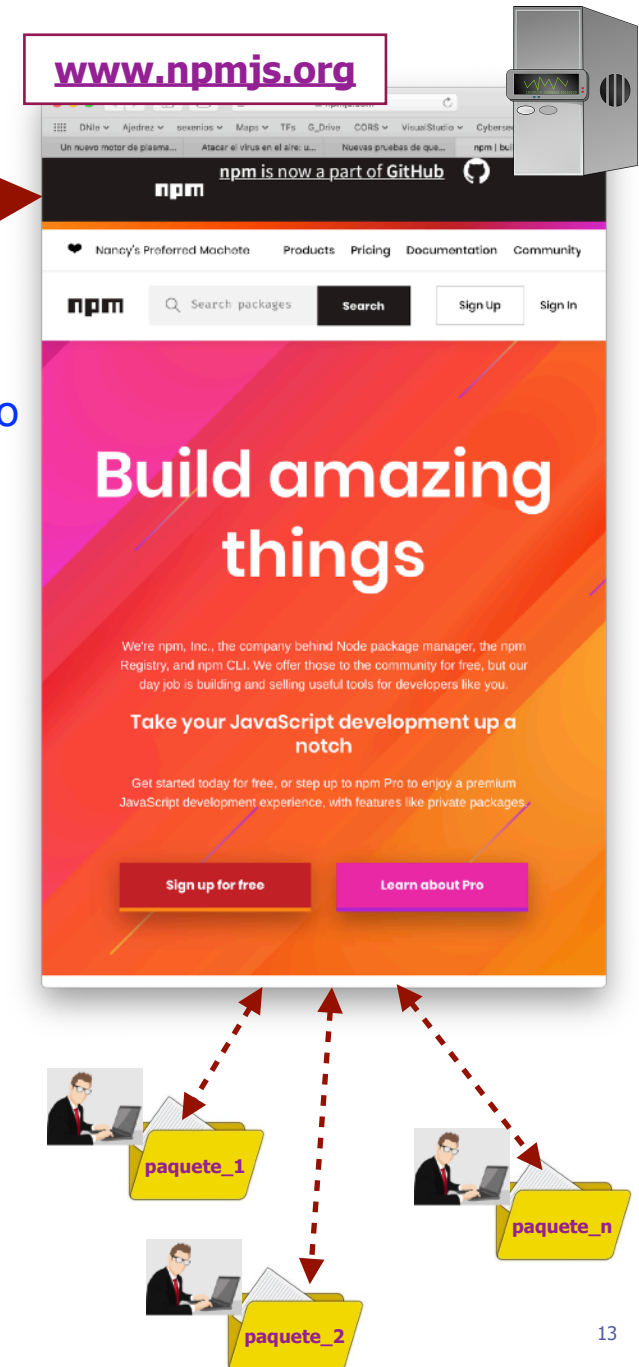 www.npmjs.org
DNIe Ajedrez sexenios Maps TFs G_Drive CORS VisualStudio
Un nuevo motor de plasma... Atacar el virus en el aire: u... Nuevas pruebas de que...
npm is now a part of GitHub
npm
Nancy's Preferred Machete Products Pricing Documentation Community
npm Search packages Search Sign Up Sign In
Build amazing
things
We're npm, Inc., the company behind Node package manager, the npm
Registry, and npm CLI. We offer those to the community for free, but our
day job is building and selling useful tools for developers like you.
Take your JavaScript development up a
notch
Get started today for free, or step up to npm Pro to enjoy a premium
JavaScript development experience, with features like private packages.
Sign up for free Learn about Pro
paquete_1
paquete_n
paquete_2
13